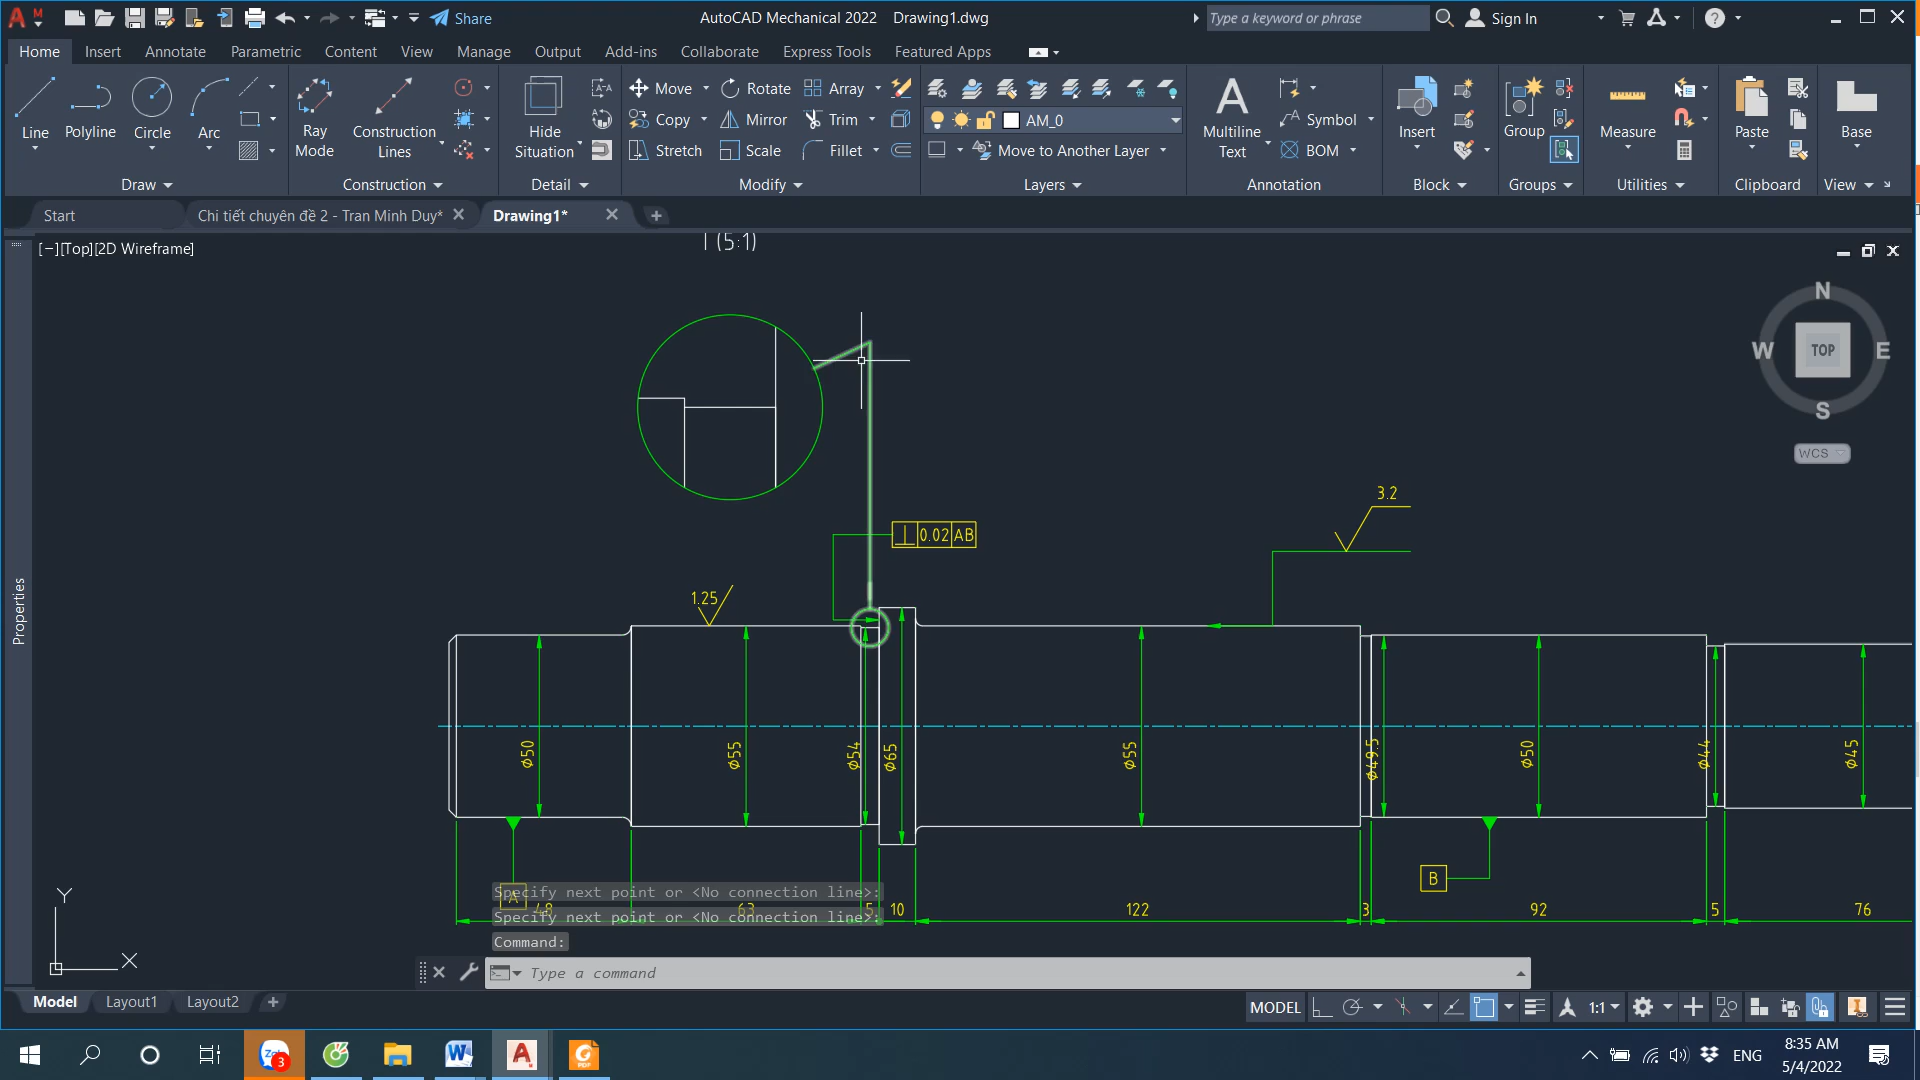 AutoCAD Mechanical 2022 Drawing1.dwg
Share
Type a keyword or phrase
Sign In
Home Insert Annotate Parametric Content View Manage Output Add-ins Collaborate Express Tools Featured Apps
Line Polyline Circle Arc
Draw
Ray Mode
Construction Lines
Construction
Hide Situation
Detail
Move Rotate Array
Copy Mirror Trim
Stretch Scale Fillet
Modify
AM_0
Move to Another Layer
Layers
Multiline Text
Symbol
BOM
Annotation
Insert
Block
Group
Groups
Measure
Utilities
Paste
Clipboard
Base
View
Start
Chi tiết chuyên đề 2 - Tran Minh Duy*
Drawing1*
[−][Top][2D Wireframe]
I (5:1)
N
W TOP E
S
WCS
Properties
3.2
0.02 AB
1.25
ϕ50
ϕ55
ϕ54
ϕ65
ϕ55
ϕ49.5
ϕ50
ϕ44
ϕ45
A
B
48 63 5 10 122 3 92 5 76
Specify next point or <No connection line>:
Specify next point or <No connection line>:
Command:
Type a command
Y
X
Model Layout1 Layout2
MODEL
1:1
Zalo
3
W
A
PDF
ENG
8:35 AM
5/4/2022